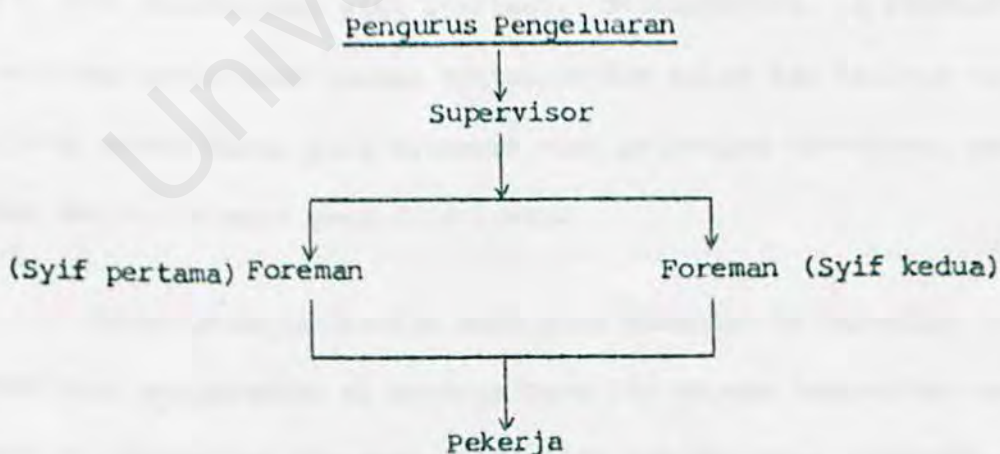 Pengurus Pengeluaran
Supervisor
(Syif pertama) Foreman
Foreman (Syif kedua)
Pekerja